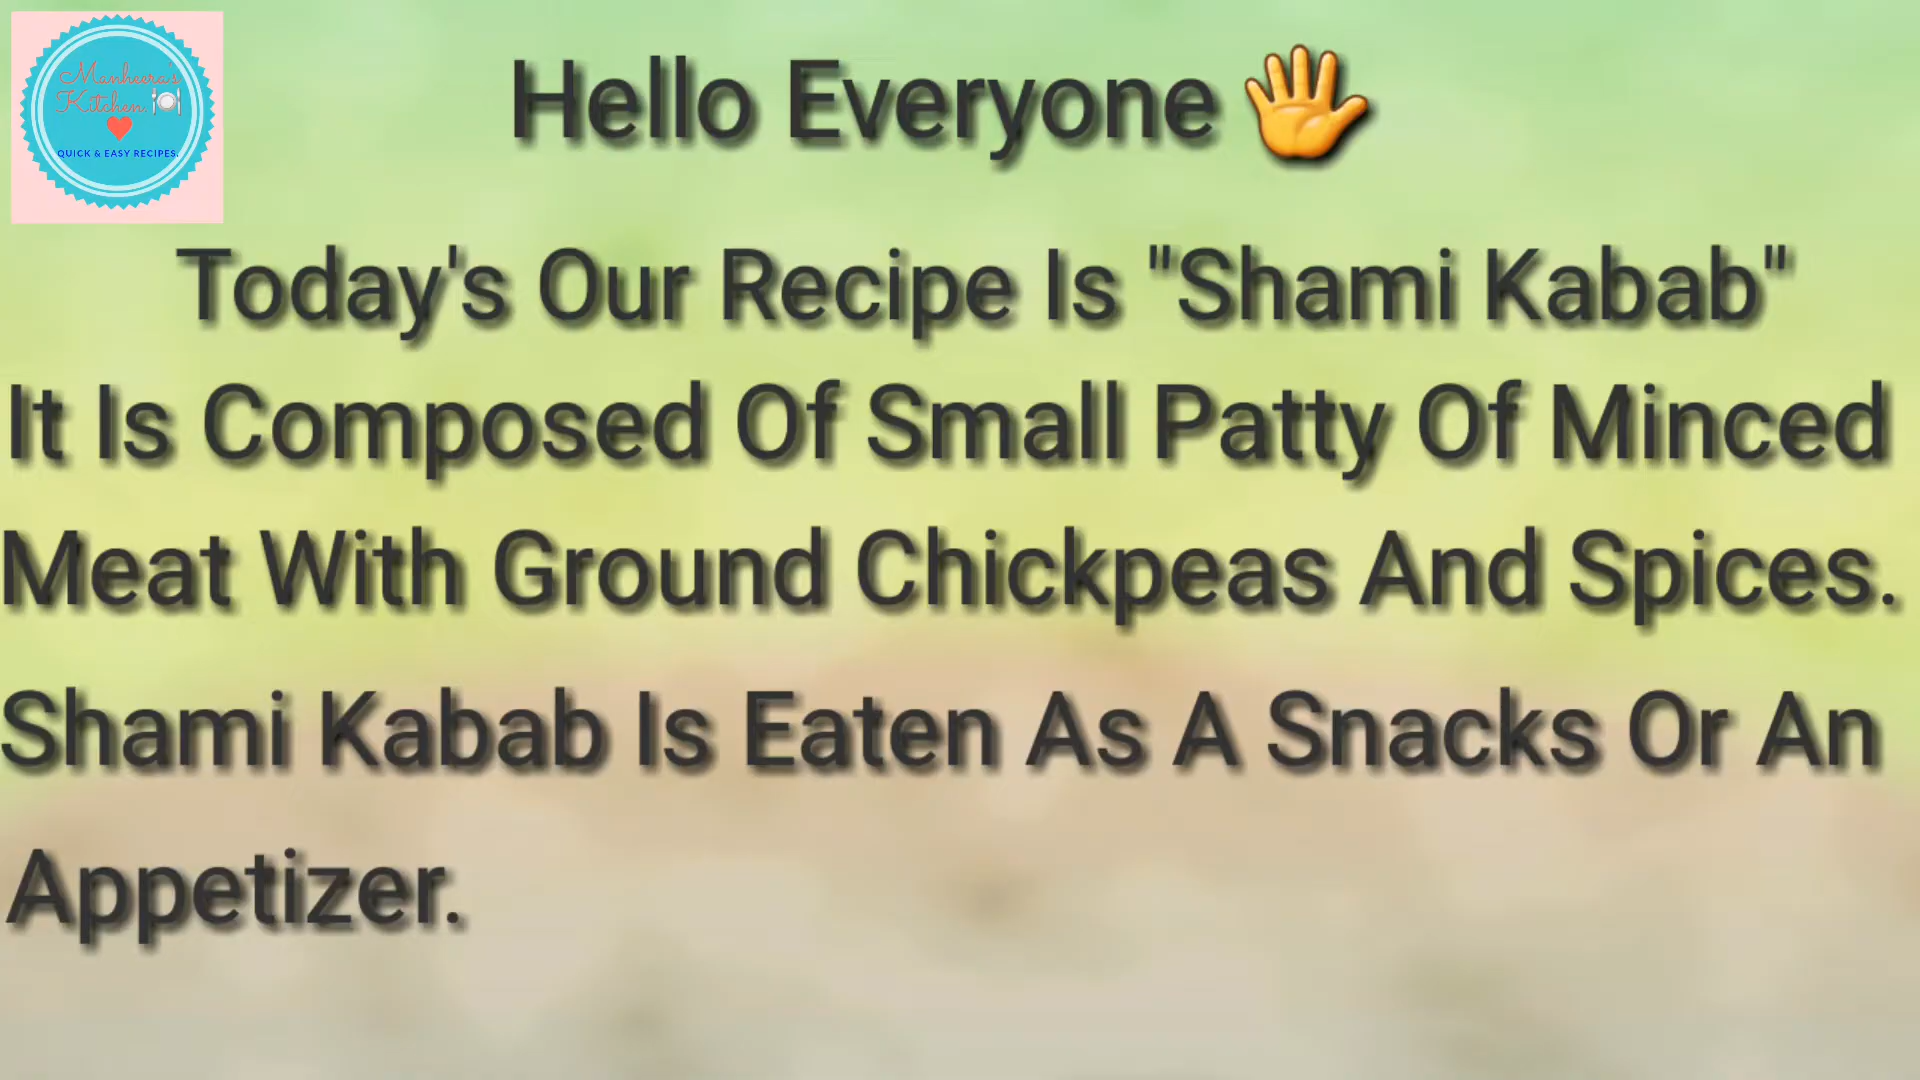 Manheera's
Kitchen 🍽
QUICK & EASY RECIPES.
Hello Everyone 🖐
Today's Our Recipe Is "Shami Kabab"
It Is Composed Of Small Patty Of Minced
Meat With Ground Chickpeas And Spices.
Shami Kabab Is Eaten As A Snacks Or An
Appetizer.